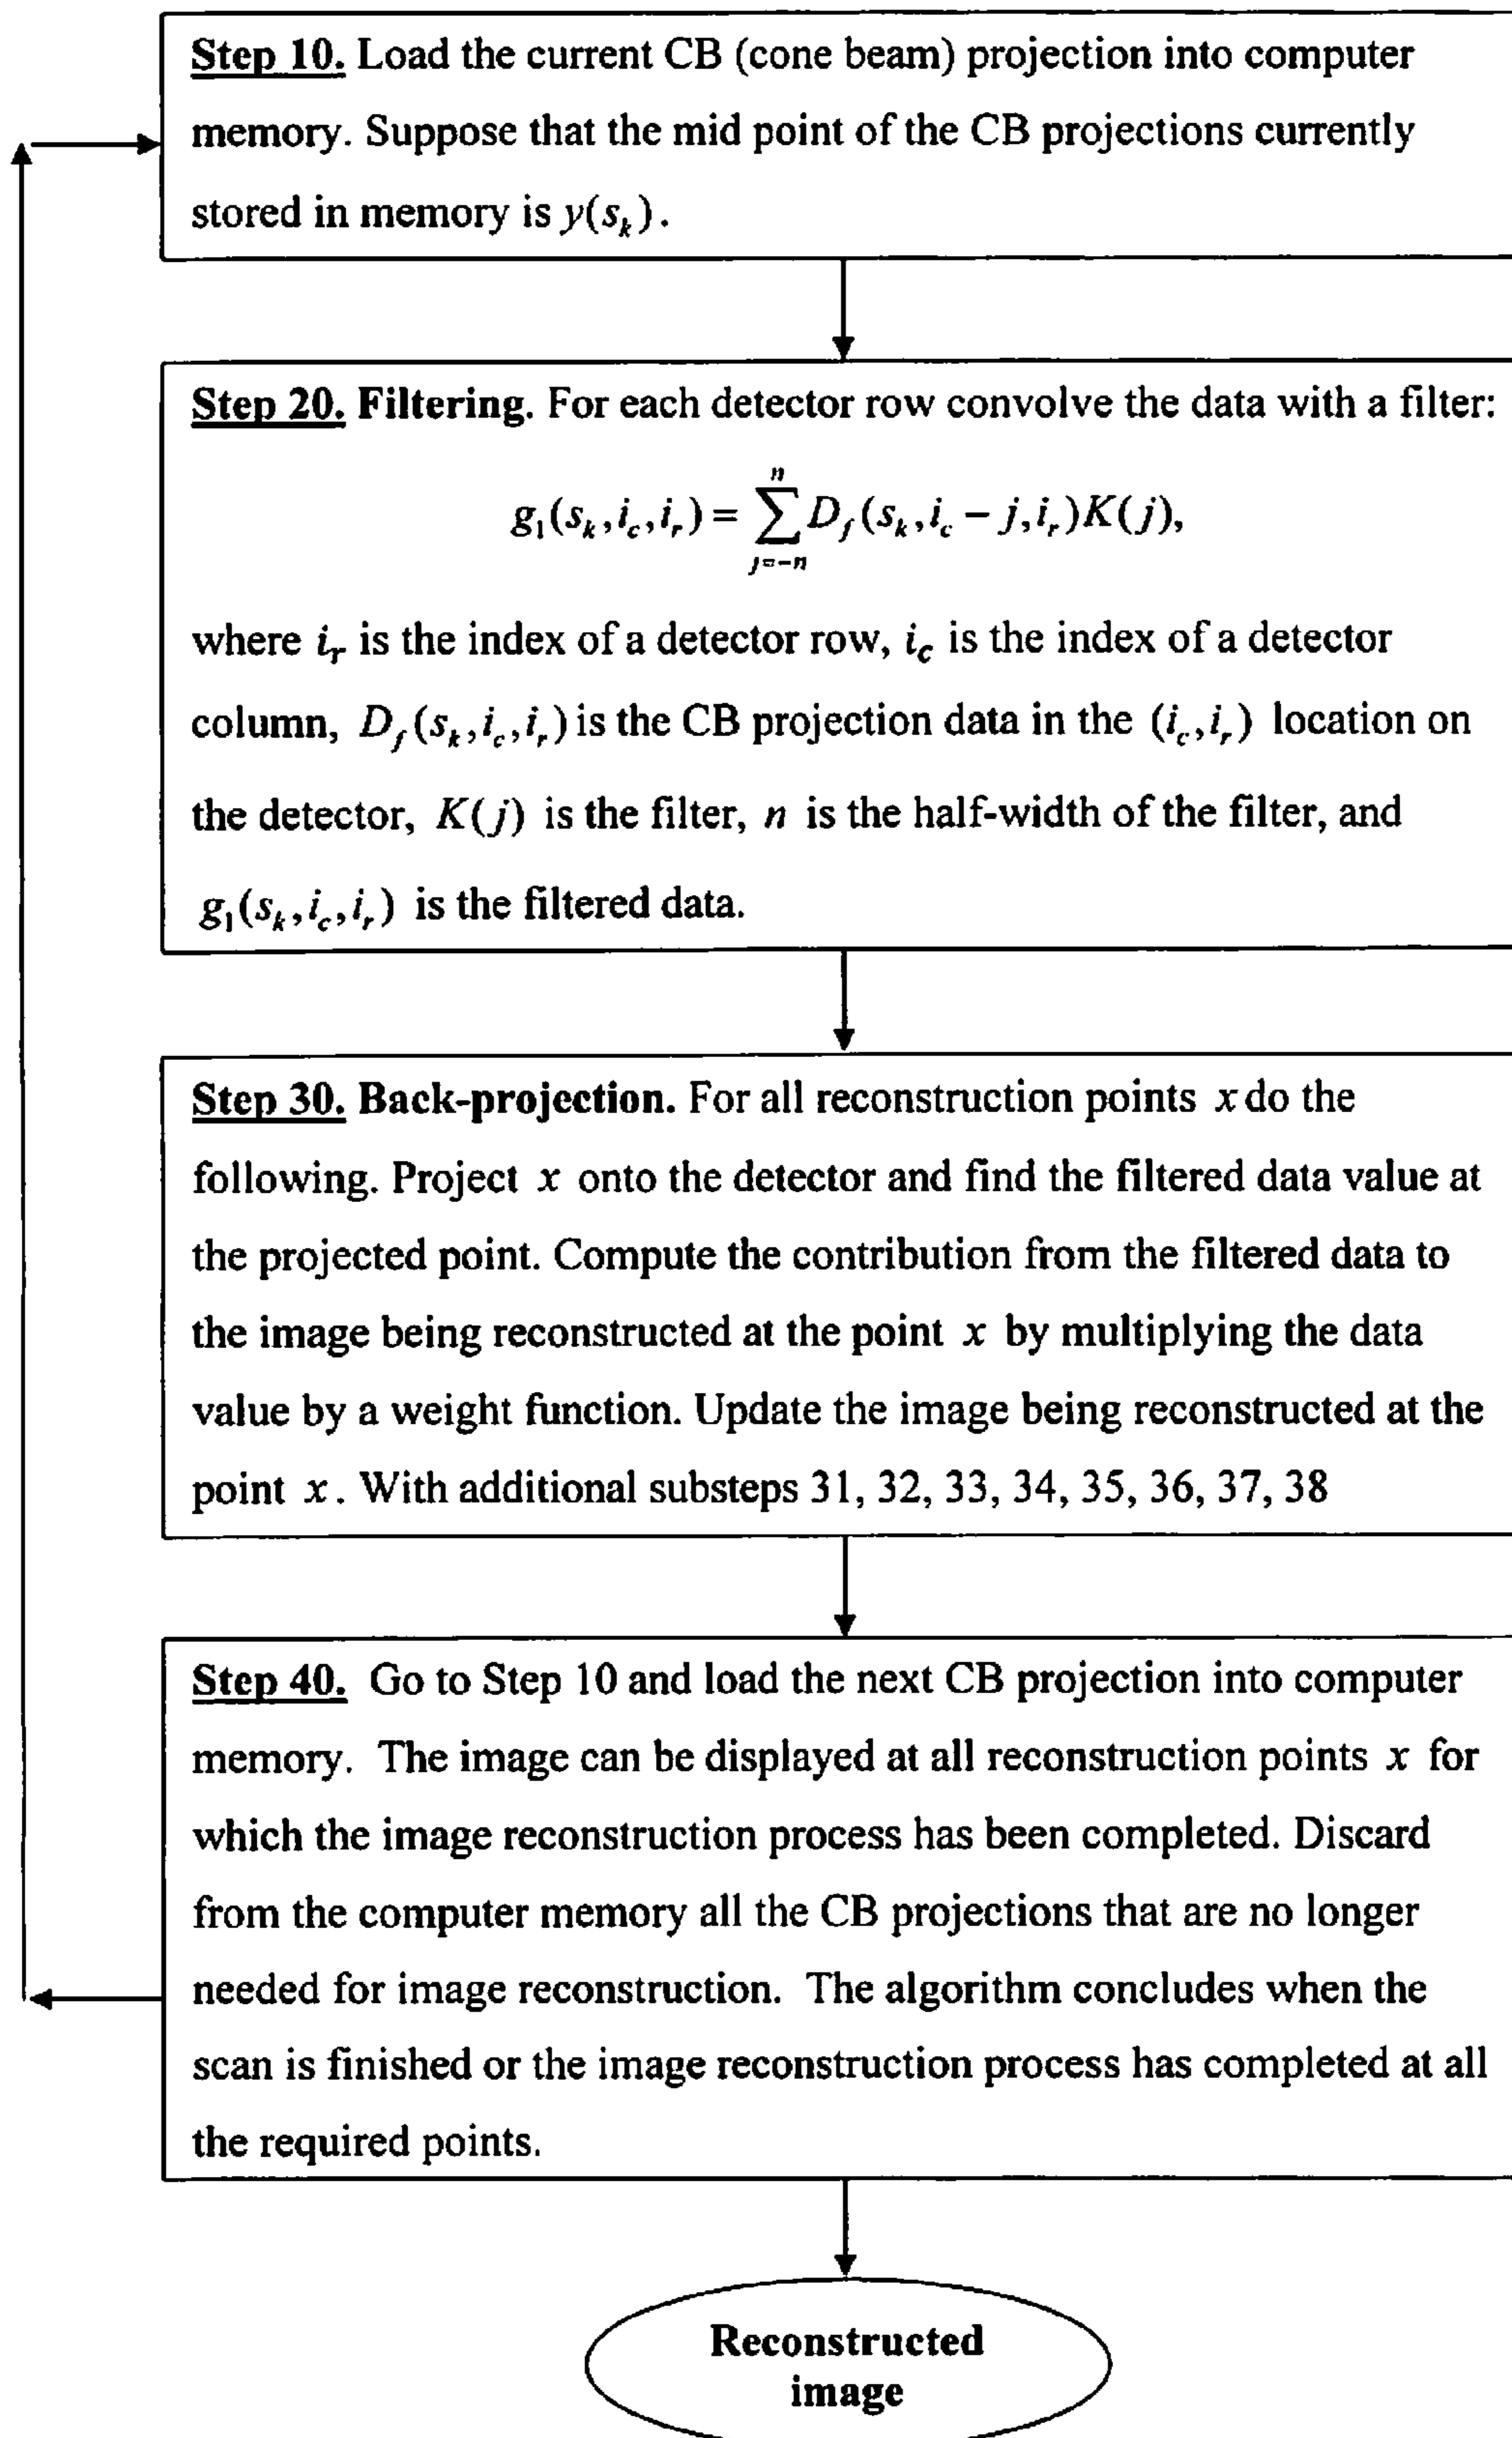 Step 10. Load the current CB (cone beam) projection into computer
memory. Suppose that the mid point of the CB projections currently
stored in memory is y(sₖ).
Step 20. Filtering. For each detector row convolve the data with a filter:
n
g₁(sₖ,i_c,i_r) = ∑ D_f(sₖ,i_c − j,i_r)K(j),
j=−n
where i_r is the index of a detector row, i_c is the index of a detector
column, D_f(sₖ,i_c,i_r) is the CB projection data in the (i_c,i_r) location on
the detector, K(j) is the filter, n is the half-width of the filter, and
g₁(sₖ,i_c,i_r) is the filtered data.
Step 30. Back-projection. For all reconstruction points x do the
following. Project x onto the detector and find the filtered data value at
the projected point. Compute the contribution from the filtered data to
the image being reconstructed at the point x by multiplying the data
value by a weight function. Update the image being reconstructed at the
point x. With additional substeps 31, 32, 33, 34, 35, 36, 37, 38
Step 40. Go to Step 10 and load the next CB projection into computer
memory. The image can be displayed at all reconstruction points x for
which the image reconstruction process has been completed. Discard
from the computer memory all the CB projections that are no longer
needed for image reconstruction. The algorithm concludes when the
scan is finished or the image reconstruction process has completed at all
the required points.
Reconstructed
image